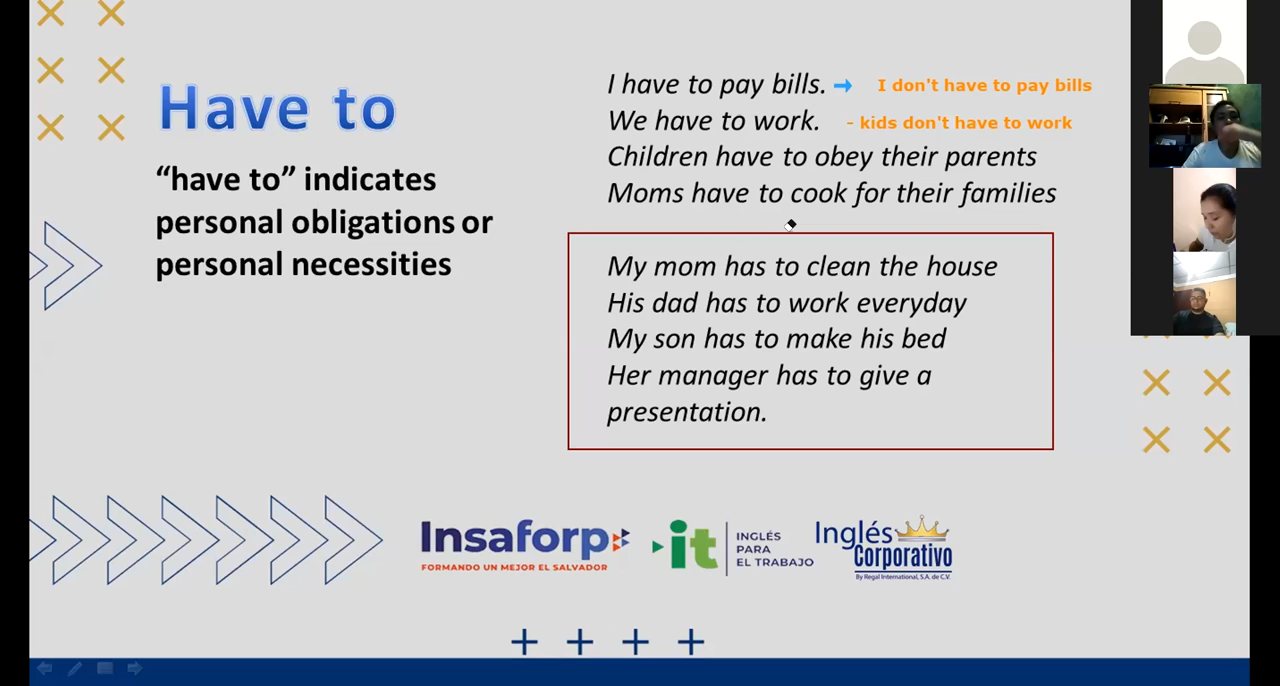 Have to
“have to” indicates
personal obligations or
personal necessities
I have to pay bills. → I don't have to pay bills
We have to work. - kids don't have to work
Children have to obey their parents
Moms have to cook for their families
My mom has to clean the house
His dad has to work everyday
My son has to make his bed
Her manager has to give a
presentation.
Insaforp
FORMANDO UN MEJOR EL SALVADOR
it
INGLÉS
PARA
EL TRABAJO
Inglés
Corporativo
By Regal International, S.A. de C.V.